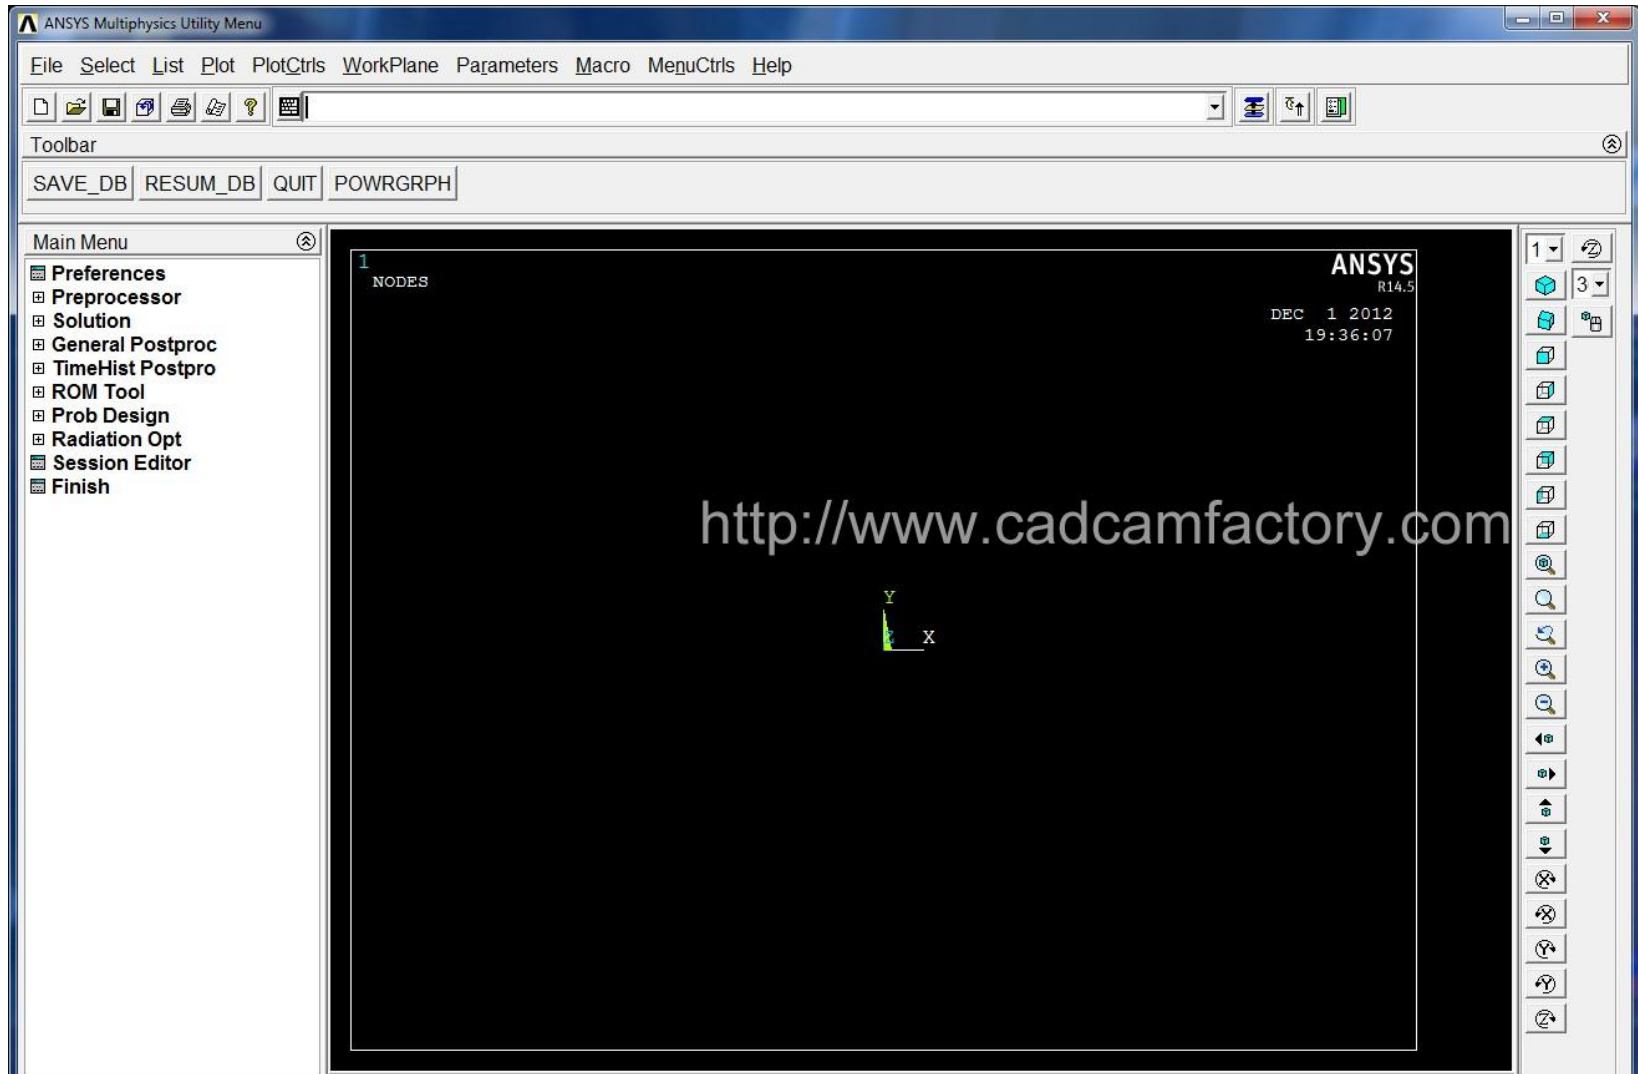 ANSYS Multiphysics Utility Menu
File Select List Plot PlotCtrls WorkPlane Parameters Macro MenuCtrls Help
Toolbar
SAVE_DB RESUM_DB QUIT POWRGRPH
Main Menu
Preferences
Preprocessor
Solution
General Postproc
TimeHist Postpro
ROM Tool
Prob Design
Radiation Opt
Session Editor
Finish
1
NODES
ANSYS
R14.5
DEC 1 2012
19:36:07
http://www.cadcamfactory.com
Y
Z X
1
3
X
X
Y
Y
Z
Z